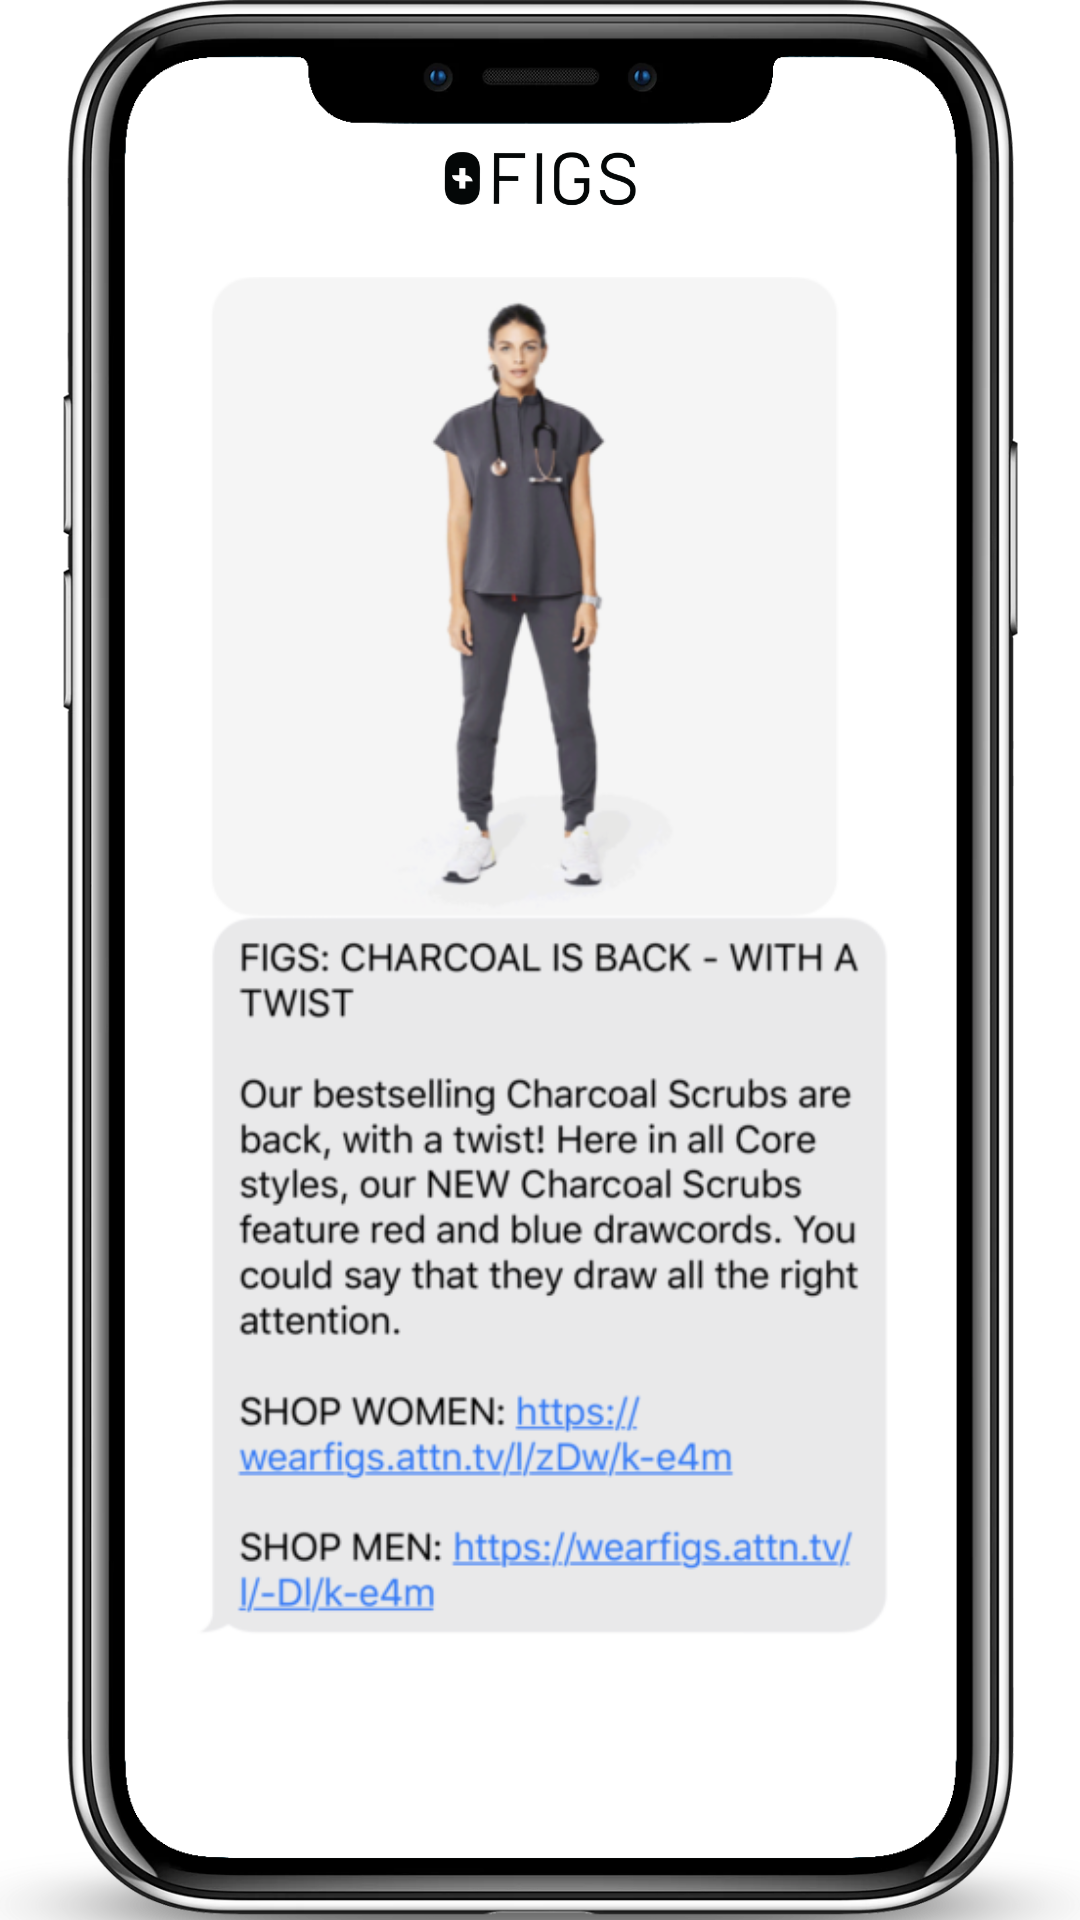 FIGS
FIGS: CHARCOAL IS BACK - WITH A
TWIST
Our bestselling Charcoal Scrubs are
back, with a twist! Here in all Core
styles, our NEW Charcoal Scrubs
feature red and blue drawcords. You
could say that they draw all the right
attention.
SHOP WOMEN: https://
wearfigs.attn.tv/l/zDw/k-e4m
SHOP MEN: https://wearfigs.attn.tv/
l/-Dl/k-e4m